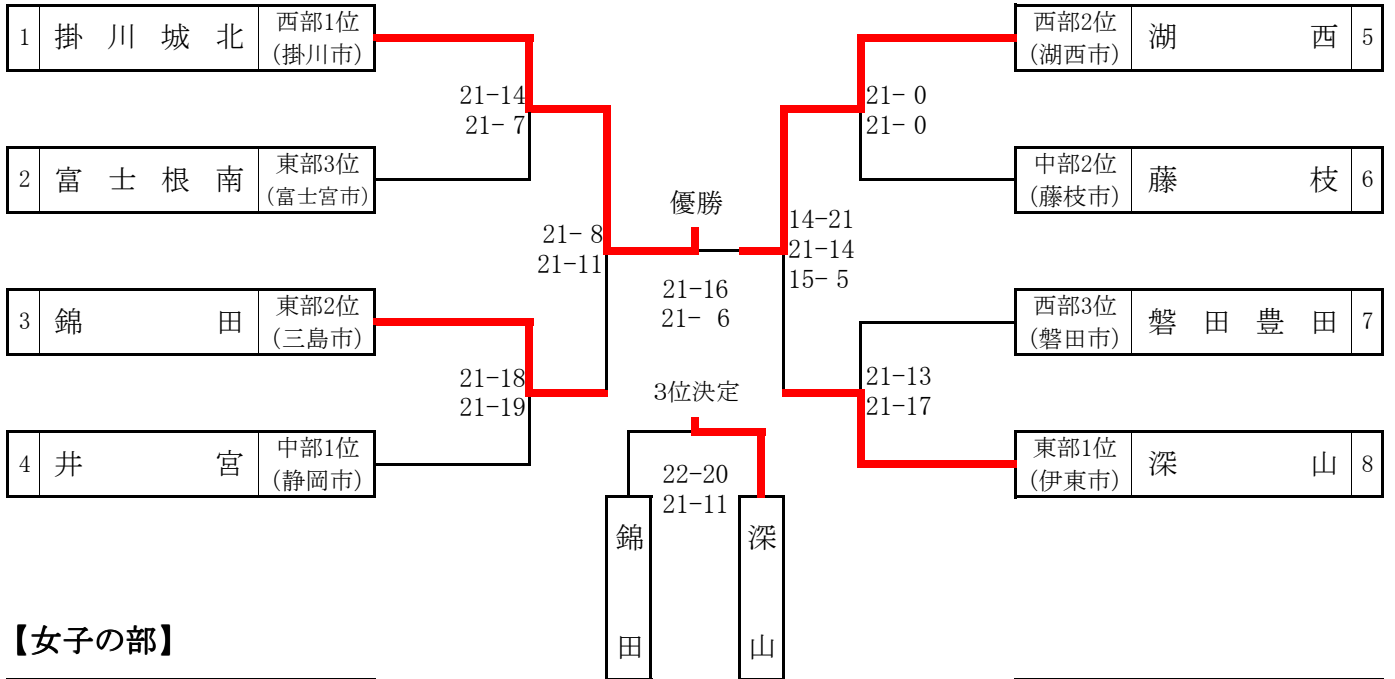 1 掛川城北 西部1位 (掛川市)
21-14
21- 7
2 富士根南 東部3位 (富士宮市)
21- 8
21-11
3 錦田 東部2位 (三島市)
21-18
21-19
4 井宮 中部1位 (静岡市)
優勝
21-16
21- 6
3位決定
22-20
21-11
錦田
深山
西部2位 (湖西市) 湖西 5
21- 0
21- 0
中部2位 (藤枝市) 藤枝 6
14-21
21-14
15- 5
西部3位 (磐田市) 磐田豊田 7
21-13
21-17
東部1位 (伊東市) 深山 8
【女子の部】